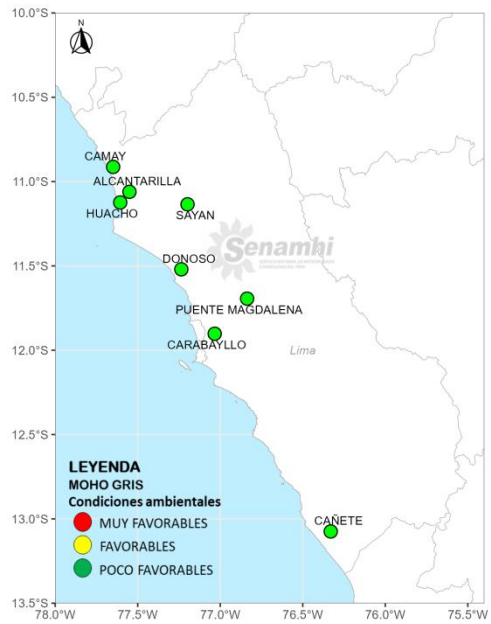 10.0°S
N
10.5°S
CAMAY
11.0°S
ALCANTARILLA
HUACHO
SAYAN
Senamhi
11.5°S
DONOSO
PUENTE MAGDALENA
12.0°S
CARABAYLLO
Lima
12.5°S
LEYENDA
MOHO GRIS
Condiciones ambientales
MUY FAVORABLES
FAVORABLES
POCO FAVORABLES
CAÑETE
13.0°S
13.5°S
78.0°W 77.5°W 77.0°W 76.5°W 76.0°W 75.5°W